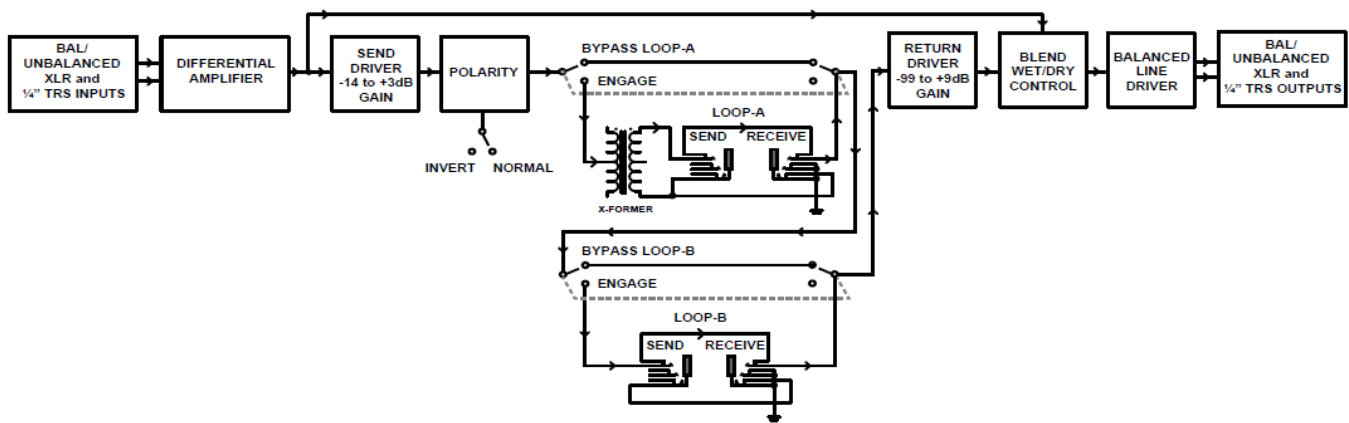 BAL/
UNBALANCED
XLR and
¼" TRS INPUTS
DIFFERENTIAL
AMPLIFIER
SEND
DRIVER
-14 to +3dB
GAIN
POLARITY
INVERT
NORMAL
BYPASS LOOP-A
ENGAGE
LOOP-A
SEND
RECEIVE
X-FORMER
BYPASS LOOP-B
ENGAGE
LOOP-B
SEND
RECEIVE
RETURN
DRIVER
-99 to +9dB
GAIN
BLEND
WET/DRY
CONTROL
BALANCED
LINE
DRIVER
BAL/
UNBALANCED
XLR and
¼" TRS OUTPUTS